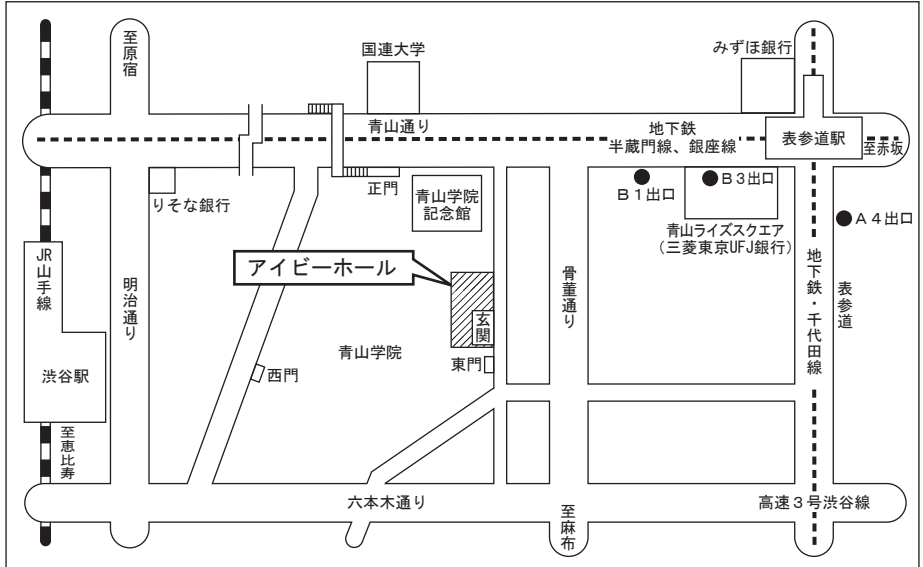 至原宿
国連大学
みずほ銀行
青山通り
地下鉄
半蔵門線、銀座線
表参道駅
至赤坂
りそな銀行
正門
青山学院
記念館
B1出口
B3出口
青山ライズスクエア
(三菱東京UFJ銀行)
A4出口
JR山手線
明治通り
アイビーホール
玄関
骨董通り
地下鉄・千代田線
表参道
渋谷駅
西門
青山学院
東門
至恵比寿
六本木通り
至麻布
高速3号渋谷線